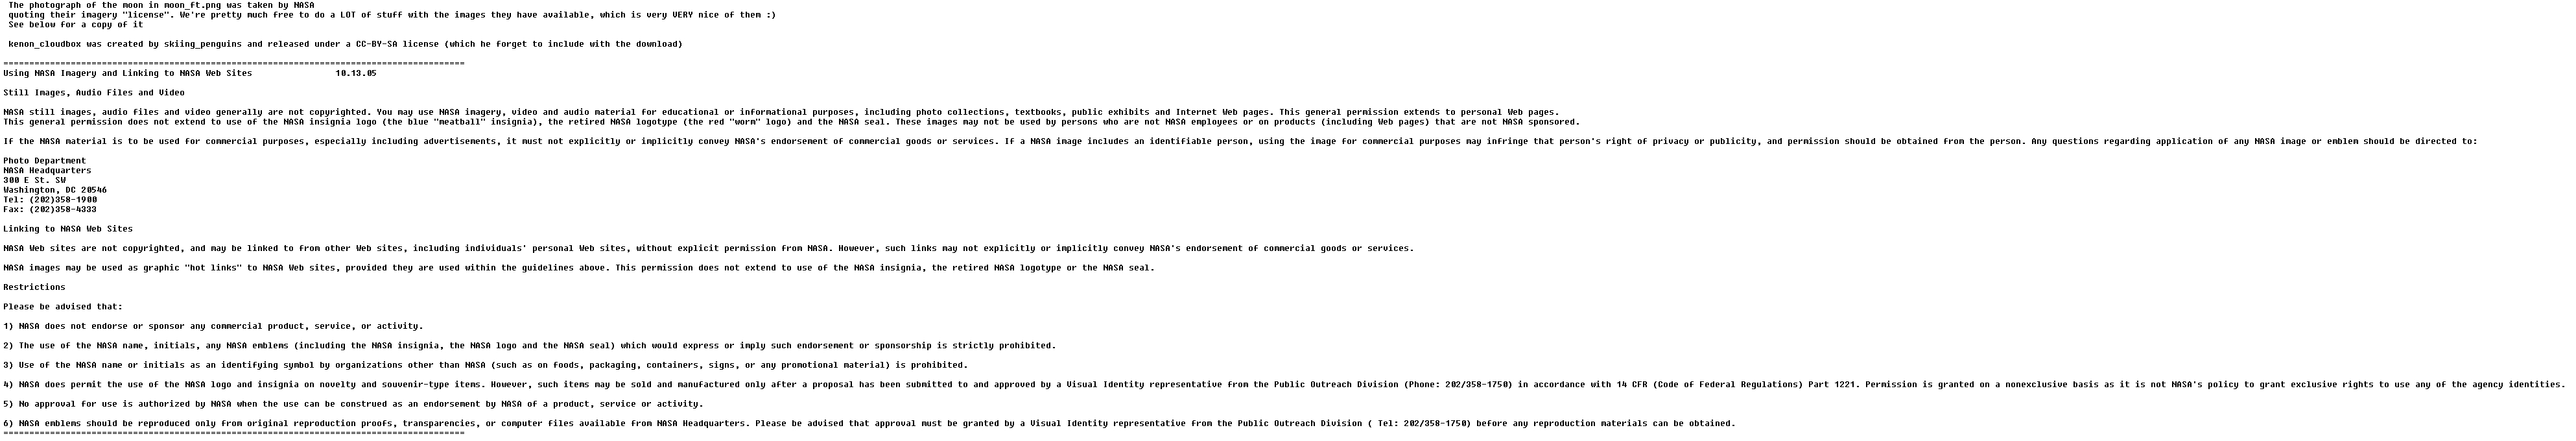 The photograph of the moon in moon_ft.png was taken by NASA
quoting their imagery "license". We're pretty much free to do a LOT of stuff with the images they have available, which is very VERY nice of them :)
See below for a copy of it
kenon_cloudbox was created by skiing_penguins and released under a CC-BY-SA license (which he forget to include with the download)
=========================================================================================
Using NASA Imagery and Linking to NASA Web Sites 10.13.05
Still Images, Audio Files and Video
NASA still images, audio files and video generally are not copyrighted. You may use NASA imagery, video and audio material for educational or informational purposes, including photo collections, textbooks, public exhibits and Internet Web pages. This general permission extends to personal Web pages.
This general permission does not extend to use of the NASA insignia logo (the blue "meatball" insignia), the retired NASA logotype (the red "worm" logo) and the NASA seal. These images may not be used by persons who are not NASA employees or on products (including Web pages) that are not NASA sponsored.
If the NASA material is to be used for commercial purposes, especially including advertisements, it must not explicitly or implicitly convey NASA's endorsement of commercial goods or services. If a NASA image includes an identifiable person, using the image for commercial purposes may infringe that person's right of privacy or publicity, and permission should be obtained from the person. Any questions regarding application of any NASA image or emblem should be directed to:
Photo Department
NASA Headquarters
300 E St. SW
Washington, DC 20546
Tel: (202)358-1900
Fax: (202)358-4333
Linking to NASA Web Sites
NASA Web sites are not copyrighted, and may be linked to from other Web sites, including individuals' personal Web sites, without explicit permission from NASA. However, such links may not explicitly or implicitly convey NASA's endorsement of commercial goods or services.
NASA images may be used as graphic "hot links" to NASA Web sites, provided they are used within the guidelines above. This permission does not extend to use of the NASA insignia, the retired NASA logotype or the NASA seal.
Restrictions
Please be advised that:
1) NASA does not endorse or sponsor any commercial product, service, or activity.
2) The use of the NASA name, initials, any NASA emblems (including the NASA insignia, the NASA logo and the NASA seal) which would express or imply such endorsement or sponsorship is strictly prohibited.
3) Use of the NASA name or initials as an identifying symbol by organizations other than NASA (such as on foods, packaging, containers, signs, or any promotional material) is prohibited.
4) NASA does permit the use of the NASA logo and insignia on novelty and souvenir-type items. However, such items may be sold and manufactured only after a proposal has been submitted to and approved by a Visual Identity representative from the Public Outreach Division (Phone: 202/358-1750) in accordance with 14 CFR (Code of Federal Regulations) Part 1221. Permission is granted on a nonexclusive basis as it is not NASA's policy to grant exclusive rights to use any of the agency identities.
5) No approval for use is authorized by NASA when the use can be construed as an endorsement by NASA of a product, service or activity.
6) NASA emblems should be reproduced only from original reproduction proofs, transparencies, or computer files available from NASA Headquarters. Please be advised that approval must be granted by a Visual Identity representative from the Public Outreach Division ( Tel: 202/358-1750) before any reproduction materials can be obtained.
=========================================================================================